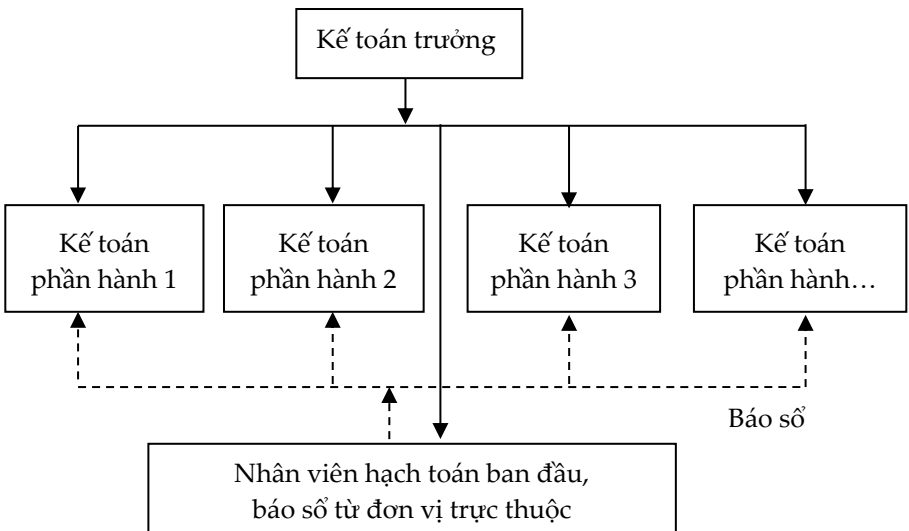 Kế toán trưởng
Kế toán
phần hành 1
Kế toán
phần hành 2
Kế toán
phần hành 3
Kế toán
phần hành…
Báo sổ
Nhân viên hạch toán ban đầu,
báo sổ từ đơn vị trực thuộc